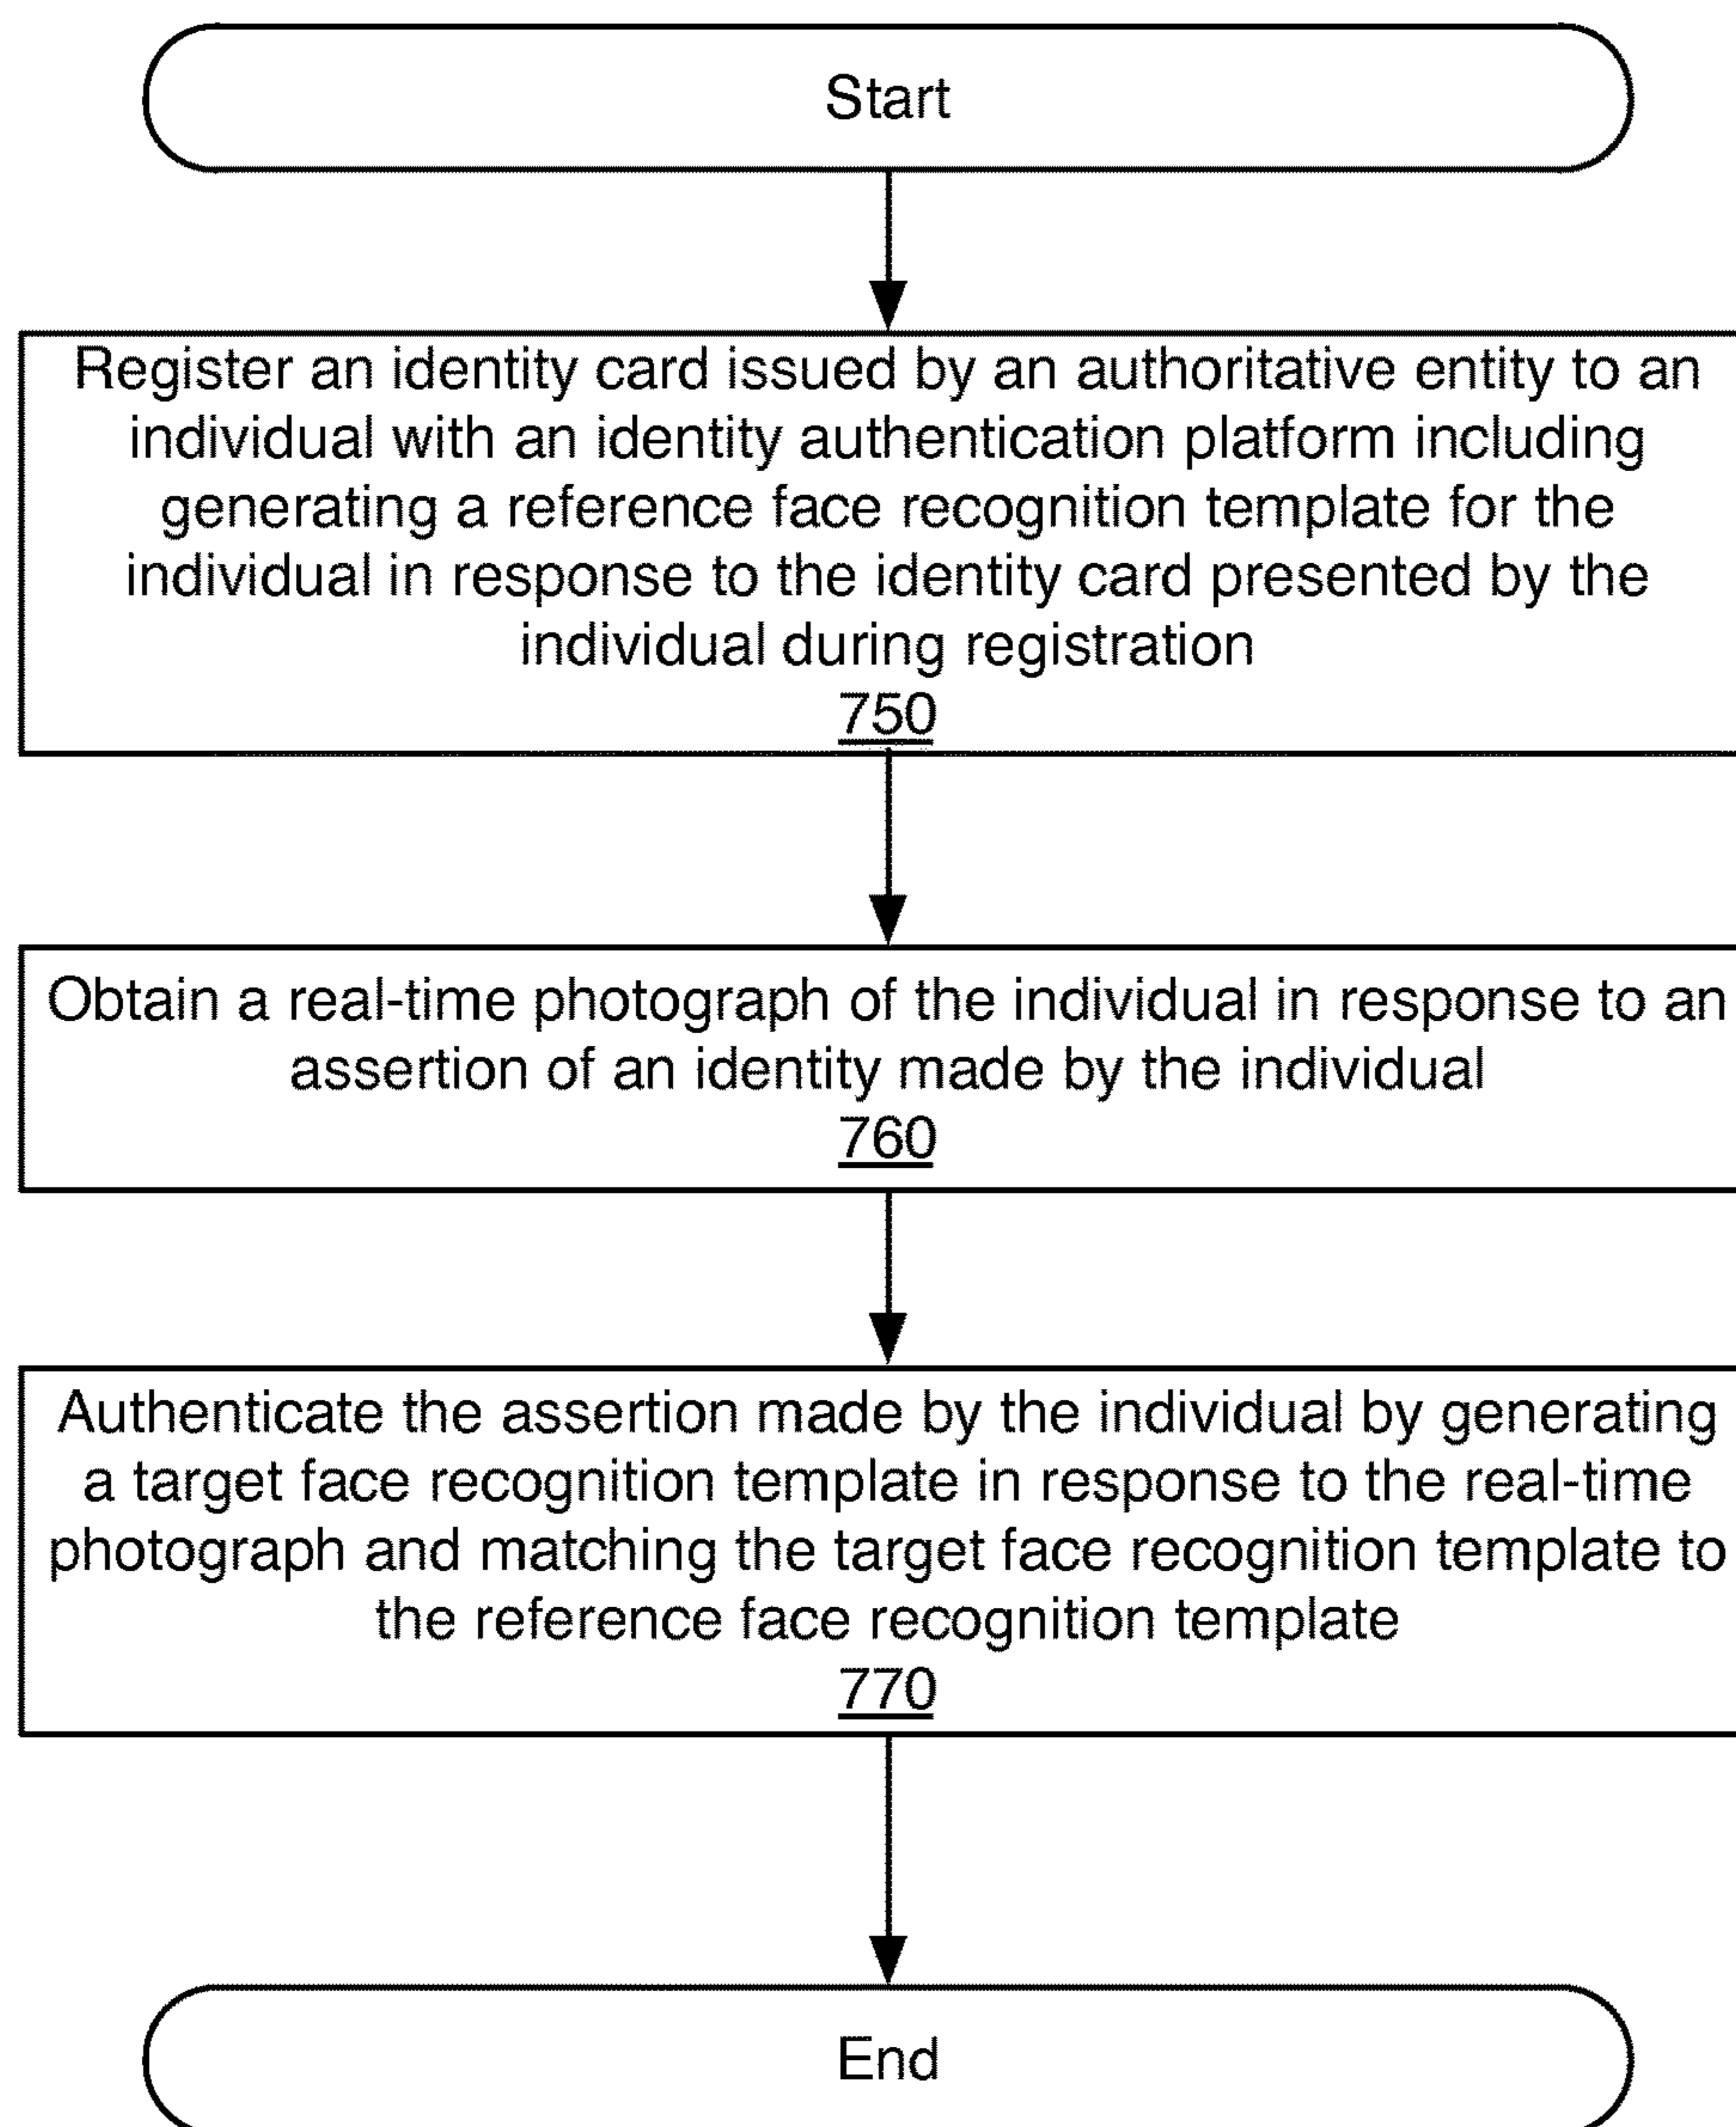 Start
Register an identity card issued by an authoritative entity to an
individual with an identity authentication platform including
generating a reference face recognition template for the
individual in response to the identity card presented by the
individual during registration
750
Obtain a real-time photograph of the individual in response to an
assertion of an identity made by the individual
760
Authenticate the assertion made by the individual by generating
a target face recognition template in response to the real-time
photograph and matching the target face recognition template to
the reference face recognition template
770
End